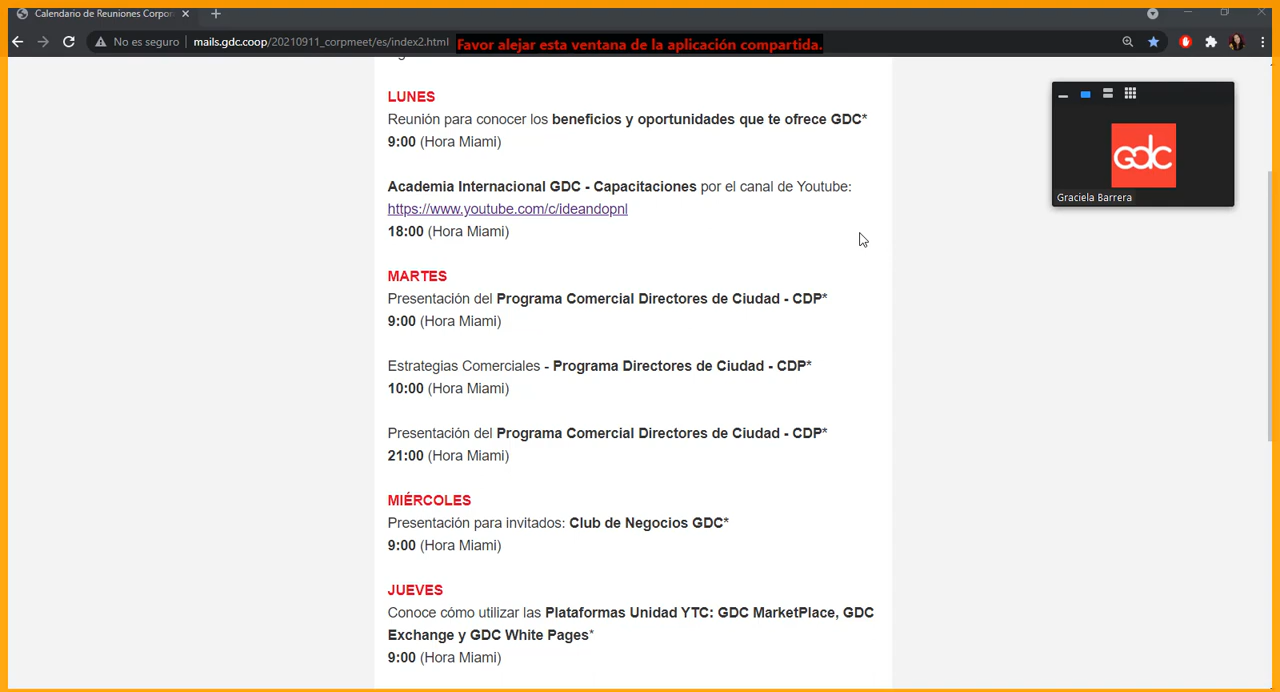 Calendario de Reuniones Corpor
No es seguro | mails.gdc.coop/20210911_corpmeet/es/index2.html
Favor alejar esta ventana de la aplicación compartida.
LUNES
Reunión para conocer los beneficios y oportunidades que te ofrece GDC*
9:00 (Hora Miami)
Academia Internacional GDC - Capacitaciones por el canal de Youtube:
https://www.youtube.com/c/ideandopnl
18:00 (Hora Miami)
MARTES
Presentación del Programa Comercial Directores de Ciudad - CDP*
9:00 (Hora Miami)
Estrategias Comerciales - Programa Directores de Ciudad - CDP*
10:00 (Hora Miami)
Presentación del Programa Comercial Directores de Ciudad - CDP*
21:00 (Hora Miami)
MIÉRCOLES
Presentación para invitados: Club de Negocios GDC*
9:00 (Hora Miami)
JUEVES
Conoce cómo utilizar las Plataformas Unidad YTC: GDC MarketPlace, GDC
Exchange y GDC White Pages*
9:00 (Hora Miami)
gdc
Graciela Barrera